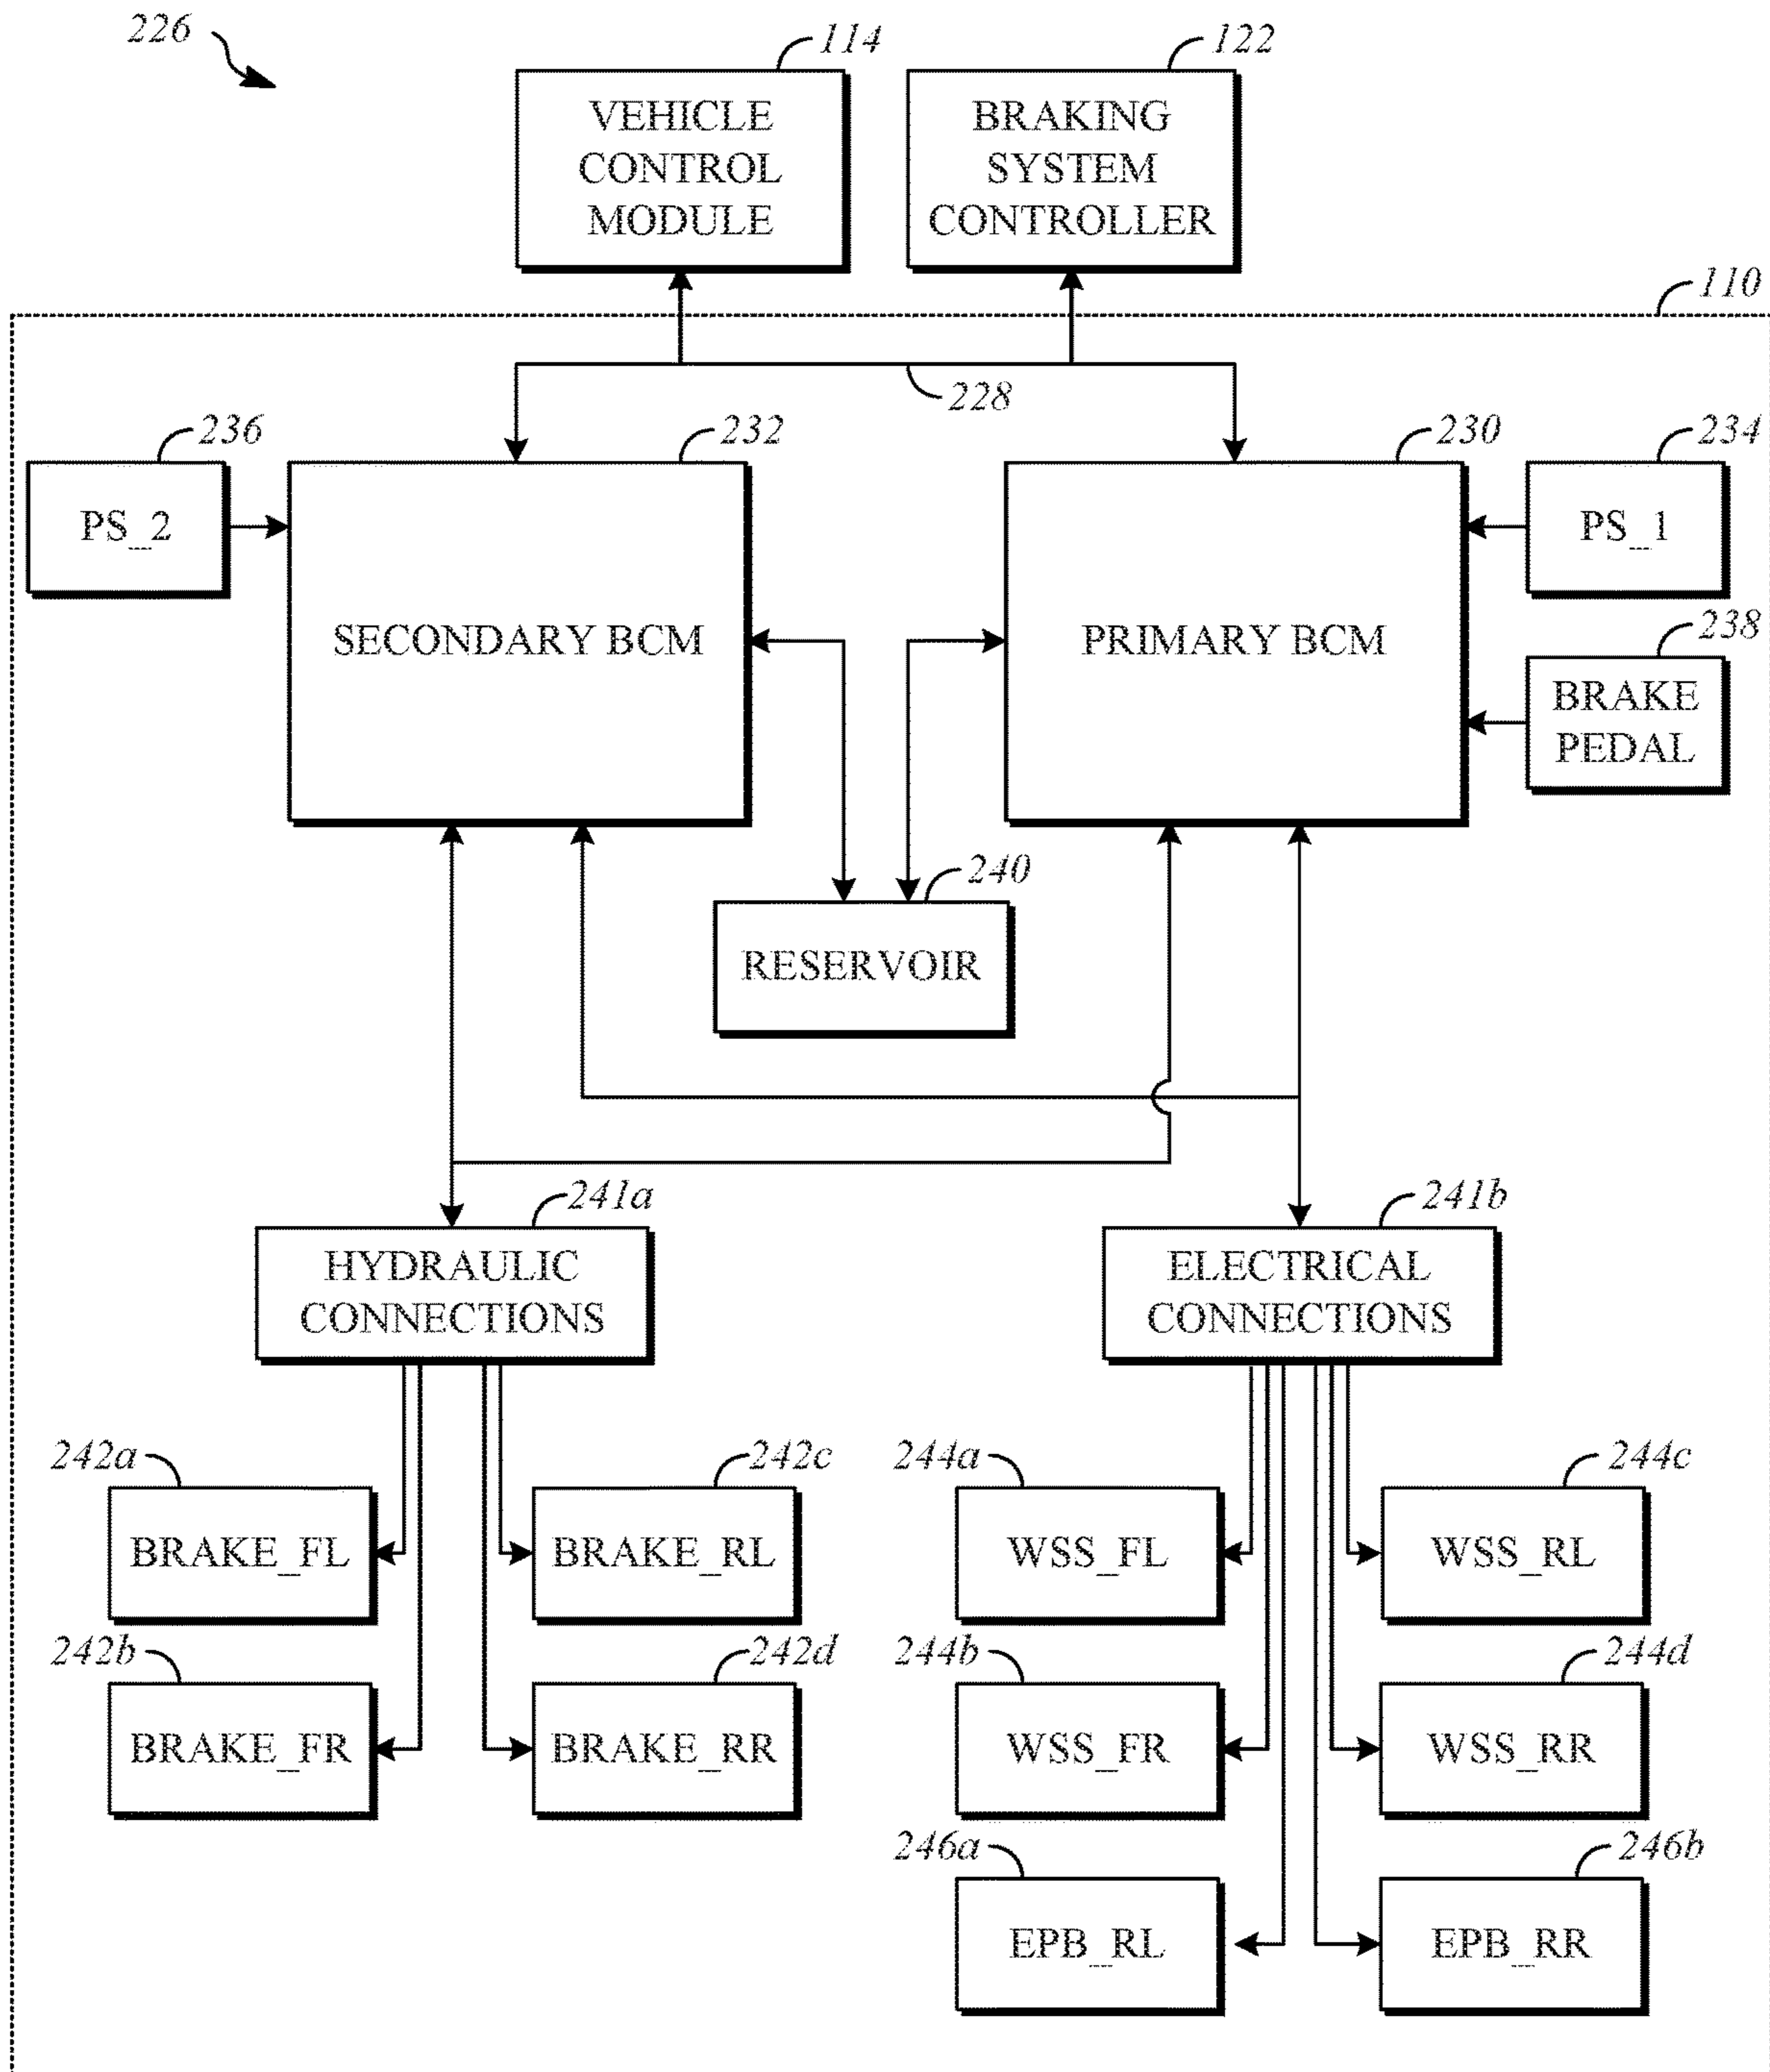 226
114
122
VEHICLE
CONTROL
MODULE
BRAKING
SYSTEM
CONTROLLER
110
228
236
232
230
234
PS_2
SECONDARY BCM
PRIMARY BCM
PS_1
238
BRAKE
PEDAL
240
RESERVOIR
241a
241b
HYDRAULIC
CONNECTIONS
ELECTRICAL
CONNECTIONS
242a
242c
244a
244c
BRAKE_FL
BRAKE_RL
WSS_FL
WSS_RL
242b
242d
244b
244d
BRAKE_FR
BRAKE_RR
WSS_FR
WSS_RR
246a
246b
EPB_RL
EPB_RR